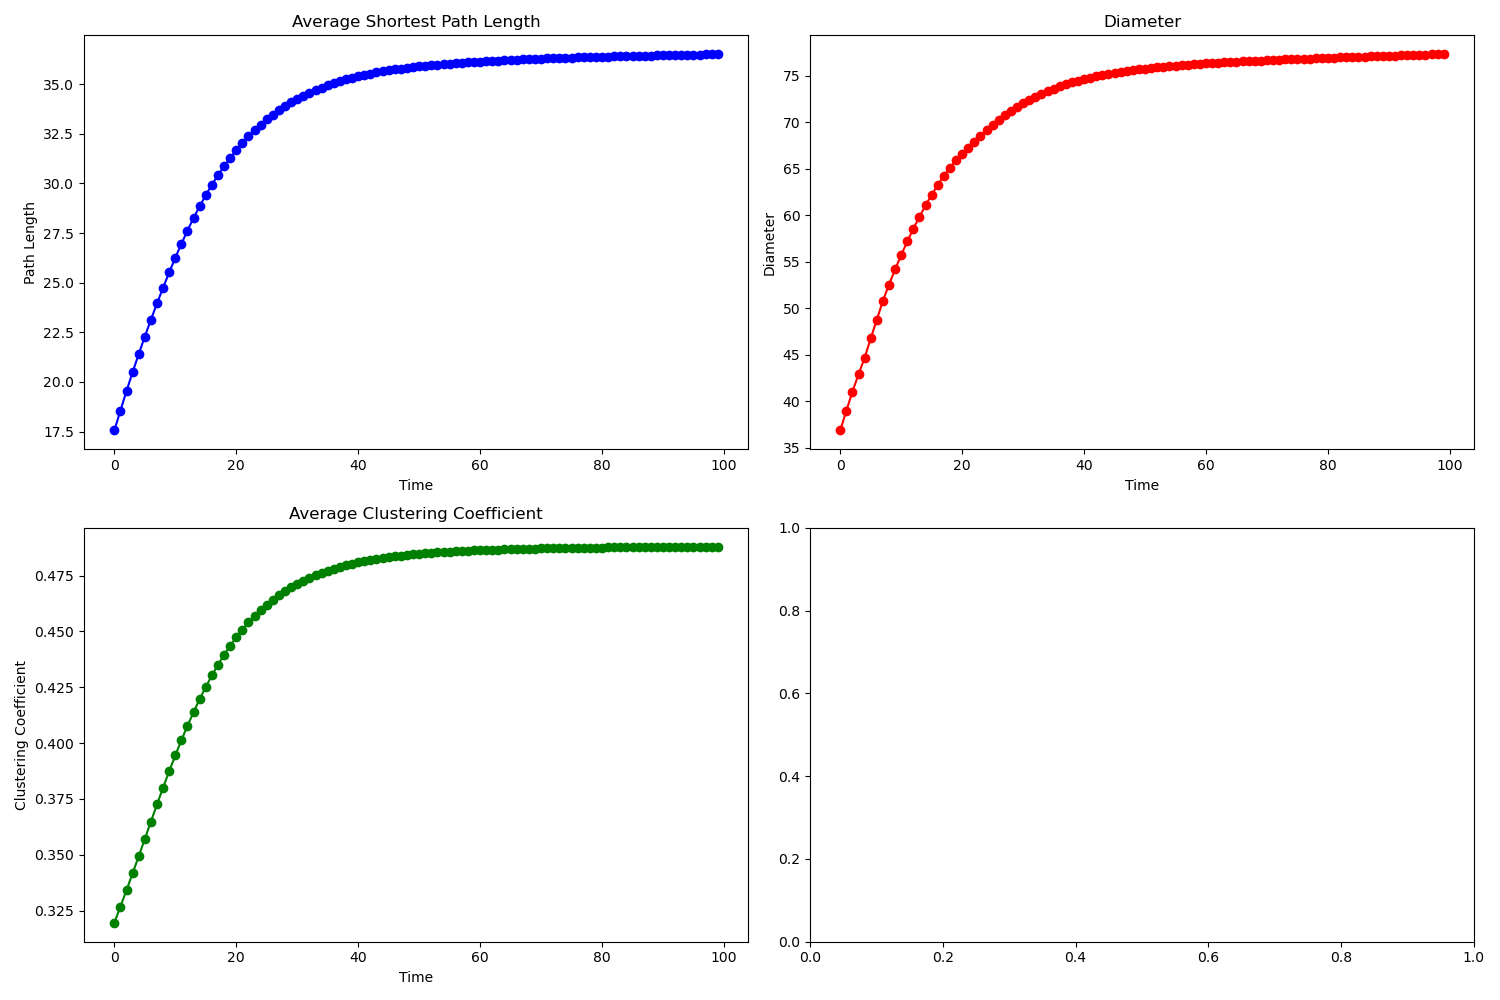 Average Shortest Path Length
Path Length
35.0
32.5
30.0
27.5
25.0
22.5
20.0
17.5
0 20 40 60 80 100
Time
Diameter
Diameter
75
70
65
60
55
50
45
40
35
0 20 40 60 80 100
Time
Average Clustering Coefficient
Clustering Coefficient
0.475
0.450
0.425
0.400
0.375
0.350
0.325
0 20 40 60 80 100
Time
1.0
0.8
0.6
0.4
0.2
0.0
0.0 0.2 0.4 0.6 0.8 1.0